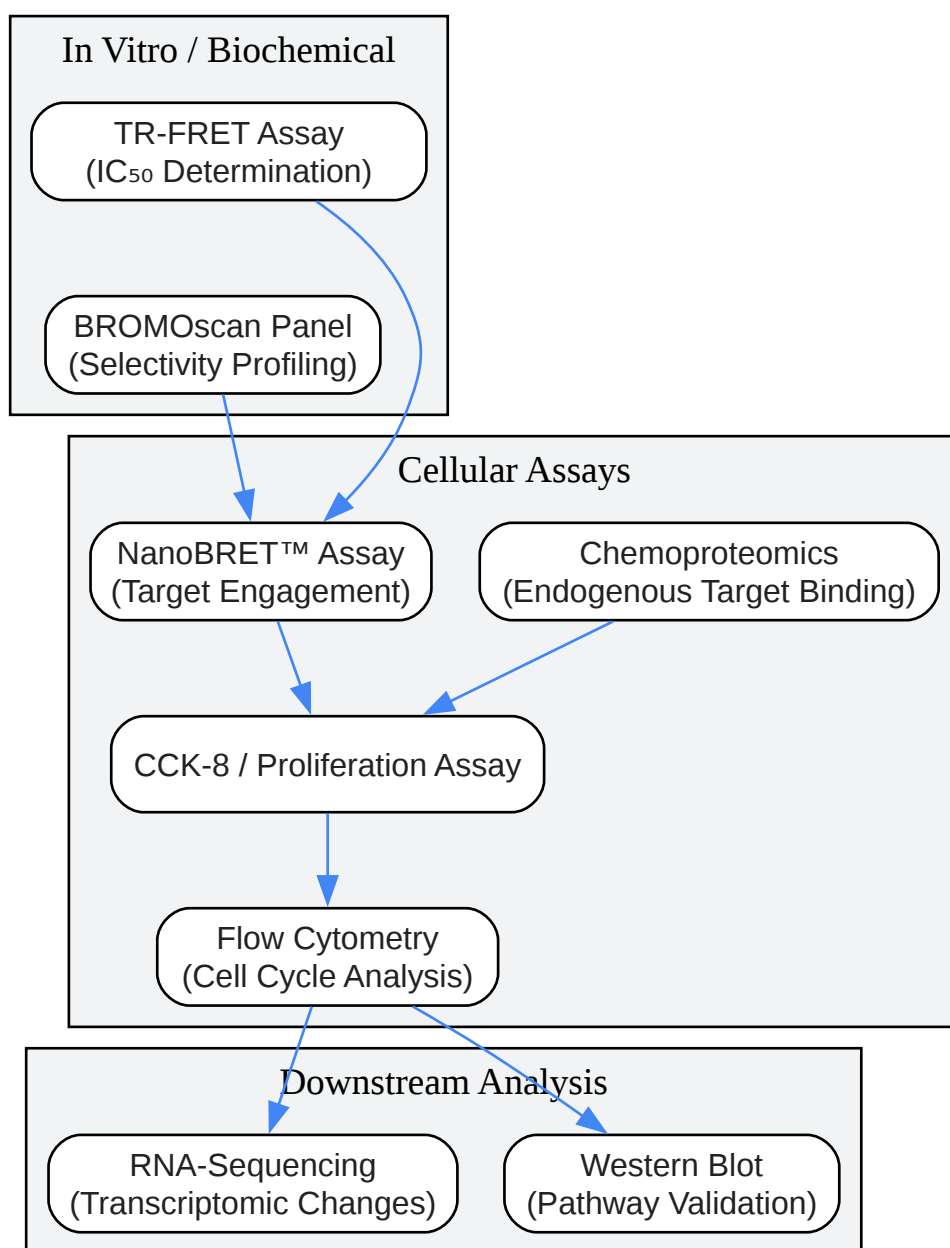 In Vitro / Biochemical
TR-FRET Assay
(IC₅₀ Determination)
BROMOscan Panel
(Selectivity Profiling)
Cellular Assays
NanoBRET™ Assay
(Target Engagement)
Chemoproteomics
(Endogenous Target Binding)
CCK-8 / Proliferation Assay
Flow Cytometry
(Cell Cycle Analysis)
Downstream Analysis
RNA-Sequencing
(Transcriptomic Changes)
Western Blot
(Pathway Validation)